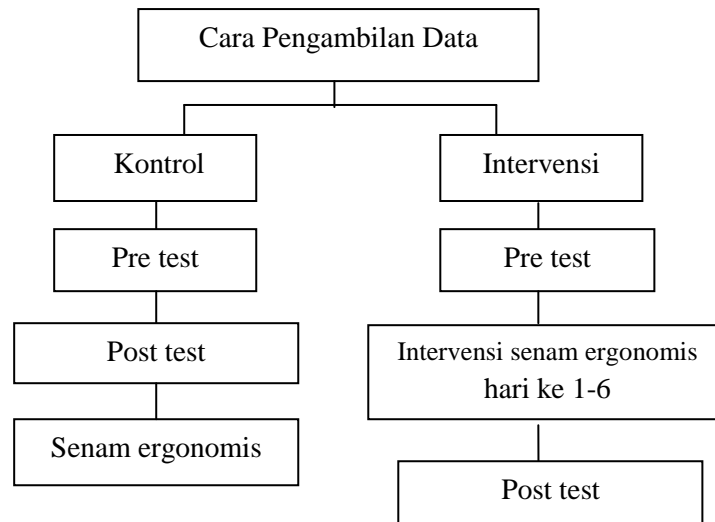 Cara Pengambilan Data
Kontrol
Intervensi
Pre test
Pre test
Post test
Intervensi senam ergonomis
hari ke 1-6
Senam ergonomis
Post test